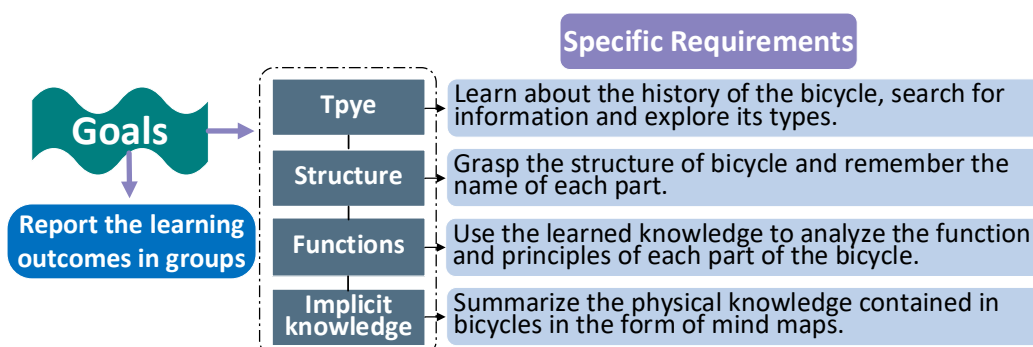 Specific Requirements
Goals
Report the learning
outcomes in groups
Tpye
Learn about the history of the bicycle, search for
information and explore its types.
Structure
Grasp the structure of bicycle and remember the
name of each part.
Functions
Use the learned knowledge to analyze the function
and principles of each part of the bicycle.
Implicit
knowledge
Summarize the physical knowledge contained in
bicycles in the form of mind maps.